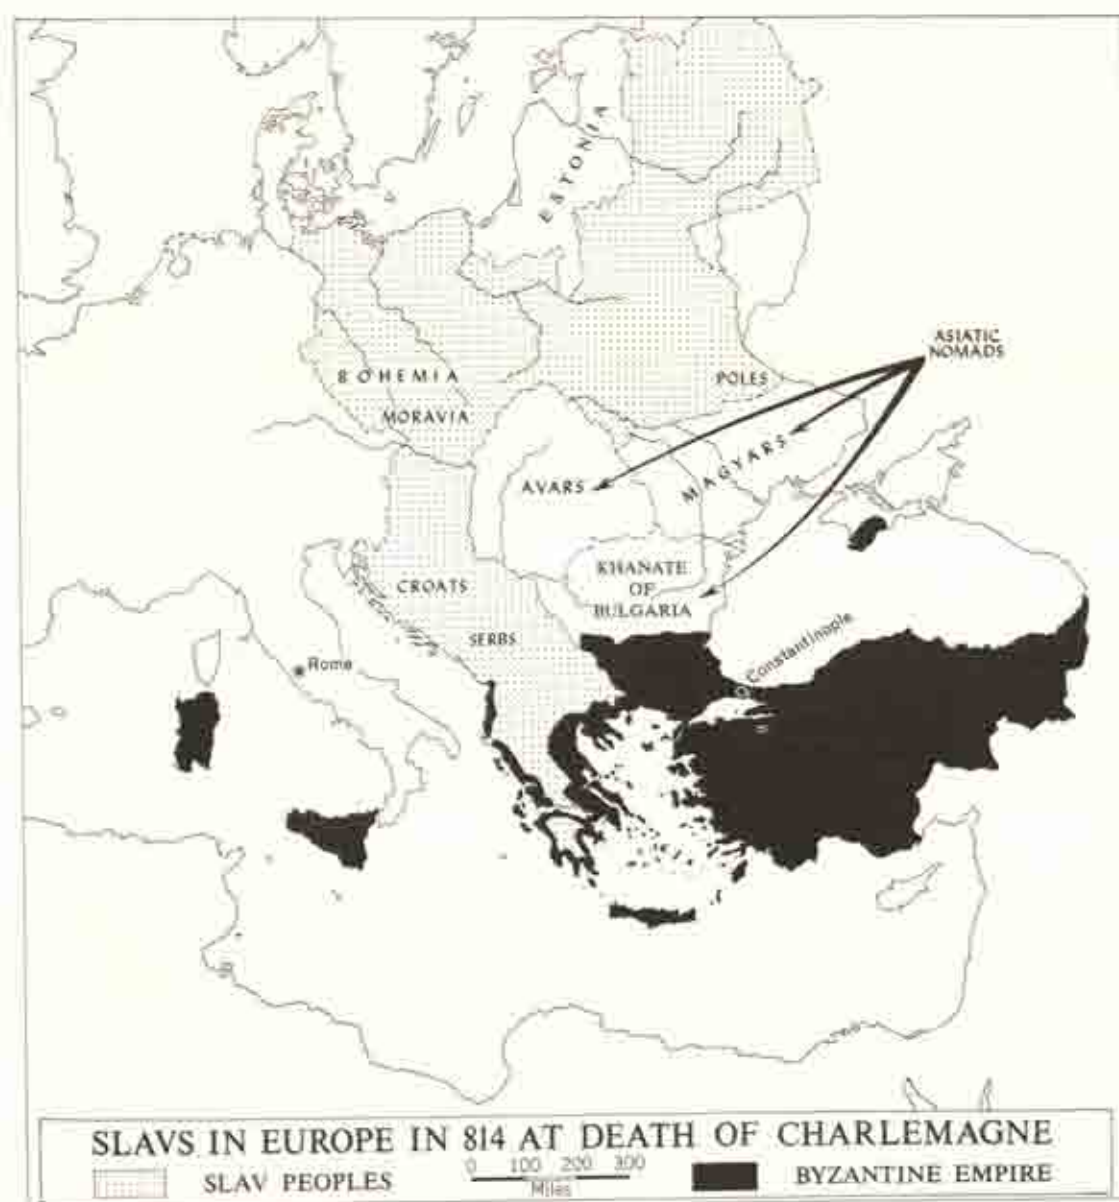 ESTONIA
ASIATIC
NOMADS
BOHEMIA
POLES
MORAVIA
MAGYARS
AVARS
KHANATE
OF
BULGARIA
CROATS
SERBS
Constantinople
Rome
SLAVS IN EUROPE IN 814 AT DEATH OF CHARLEMAGNE
SLAV PEOPLES
0 100 200 300
Miles
BYZANTINE EMPIRE